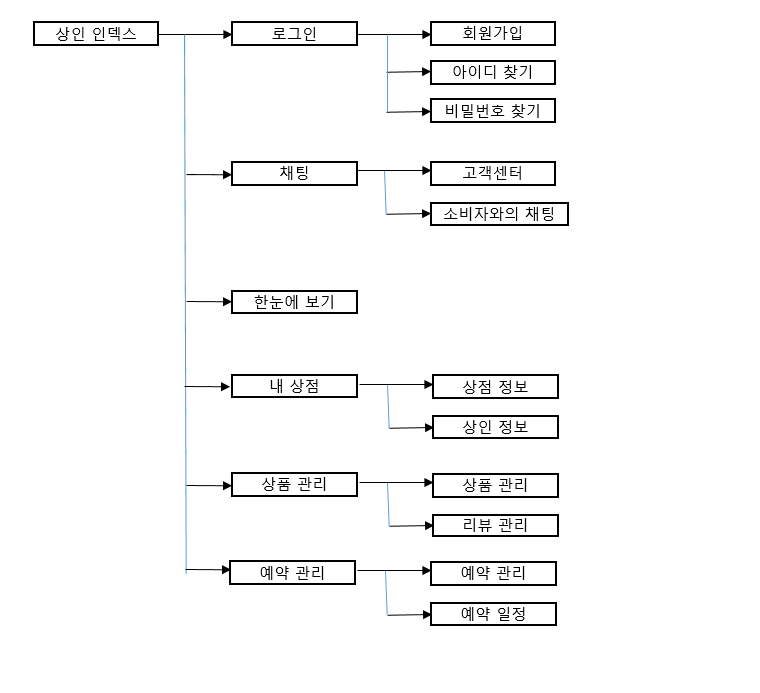 상인 인덱스
로그인
회원가입
아이디 찾기
비밀번호 찾기
채팅
고객센터
소비자와의 채팅
한눈에 보기
내 상점
상점 정보
상인 정보
상품 관리
상품 관리
리뷰 관리
예약 관리
예약 관리
예약 일정